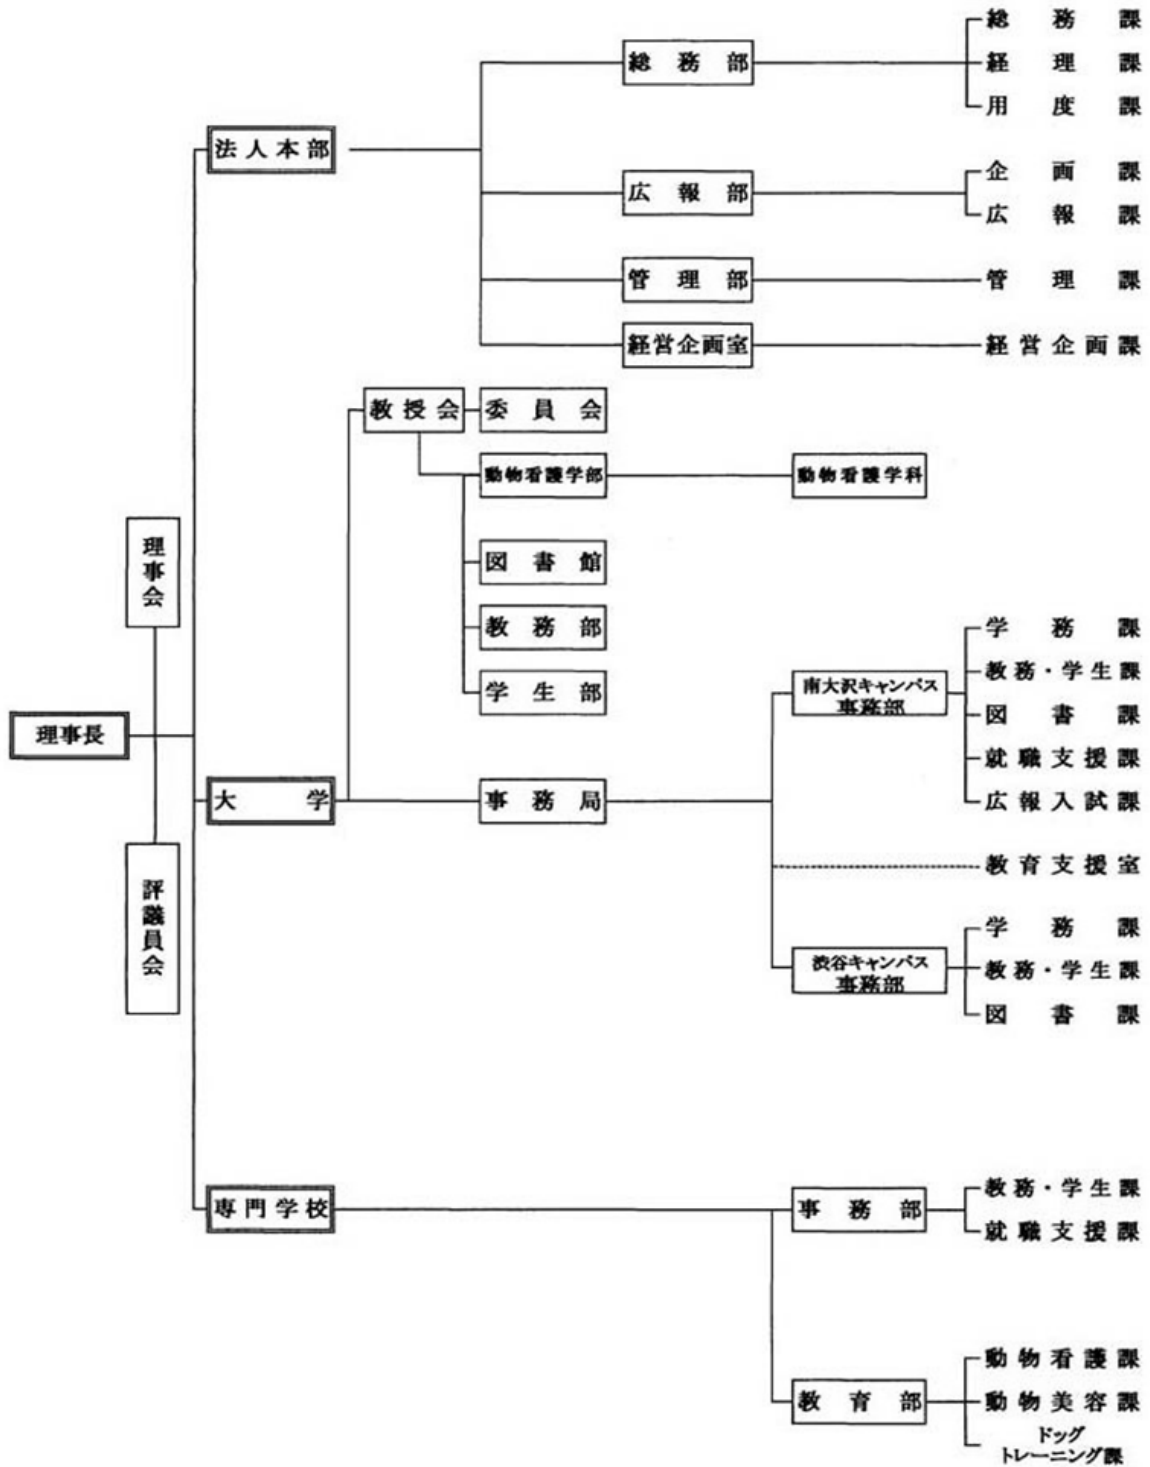 総務課
総務部
経理課
用度課
法人本部
企画課
広報部
広報課
管理部
管理課
経営企画室
経営企画課
教授会
委員会
動物看護学部
動物看護学科
理事会
図書館
教務部
学生部
学務課
南大沢キャンパス
事務部
教務・学生課
図書課
就職支援課
広報入試課
理事長
大学
事務局
教育支援室
評議員会
学務課
渋谷キャンパス
事務部
教務・学生課
図書課
専門学校
事務部
教務・学生課
就職支援課
動物看護課
教育部
動物美容課
ドッグ
トレーニング課